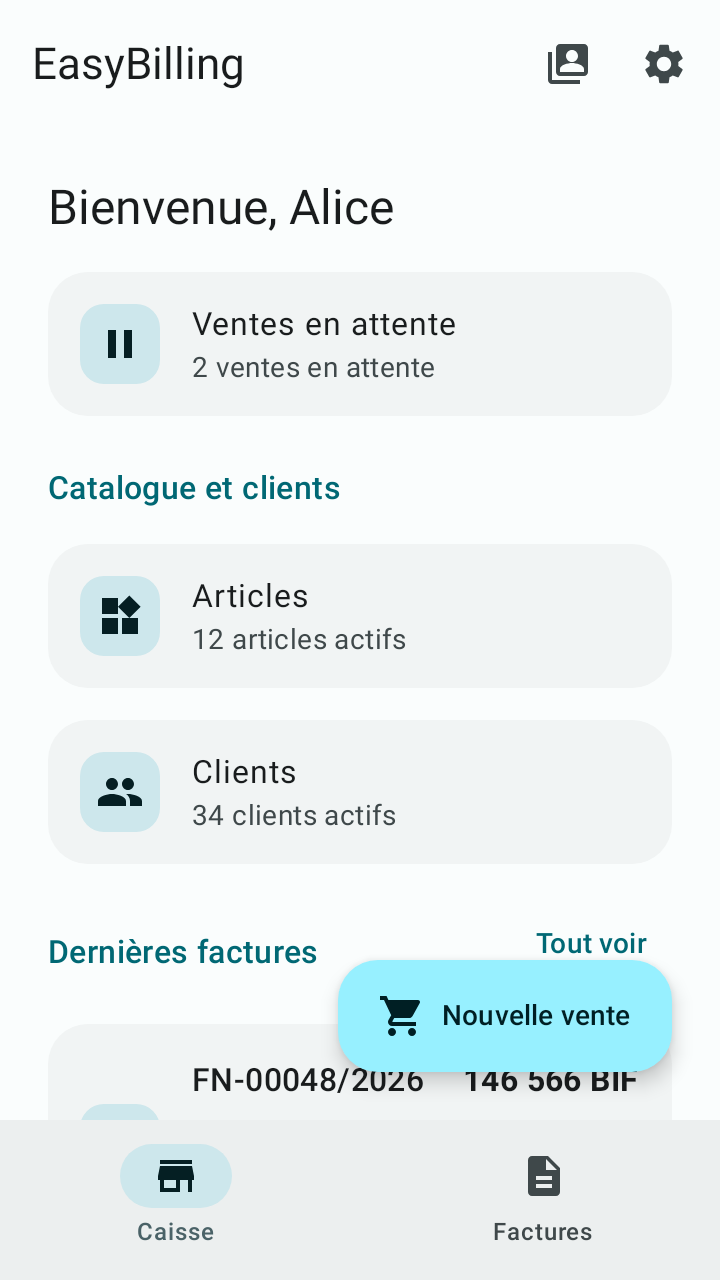 EasyBilling
Bienvenue, Alice
Ventes en attente
2 ventes en attente
Catalogue et clients
Articles
12 articles actifs
Clients
34 clients actifs
Dernières factures
Tout voir
Nouvelle vente
FN-00048/2026
146 566 BIF
Caisse
Factures